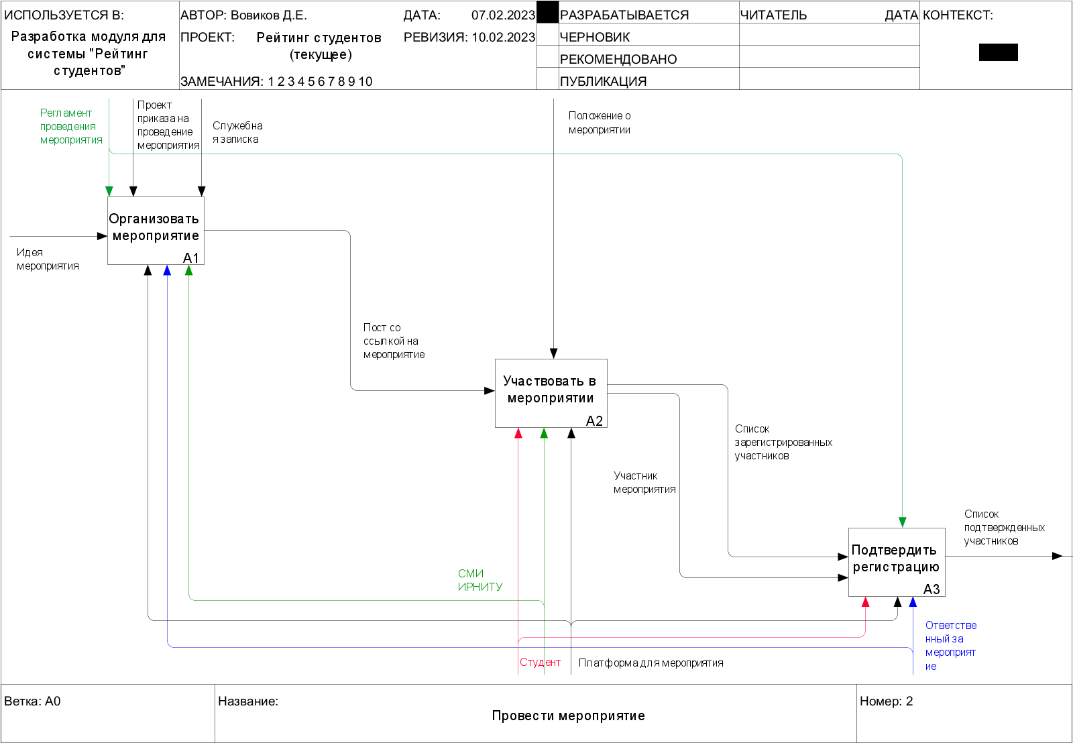 ИСПОЛЬЗУЕТСЯ В:
Разработка модуля для
системы "Рейтинг
студентов"
АВТОР: Вовиков Д.Е.
ДАТА: 07.02.2023
ПРОЕКТ: Рейтинг студентов
(текущее)
РЕВИЗИЯ: 10.02.2023
ЗАМЕЧАНИЯ: 1 2 3 4 5 6 7 8 9 10
РАЗРАБАТЫВАЕТСЯ
ЧЕРНОВИК
РЕКОМЕНДОВАНО
ПУБЛИКАЦИЯ
ЧИТАТЕЛЬ
ДАТА
КОНТЕКСТ:
Регламент
проведения
мероприятия
Проект
приказа на
проведение
мероприятия
Служебна
я записка
Положение о
мероприятии
Организовать
мероприятие
A1
Идея
мероприятия
Пост со
ссылкой на
мероприятие
Участвовать в
мероприятии
A2
Список
зарегистрированных
участников
Участник
мероприятия
Список
подтвержденных
участников
Подтвердить
регистрацию
A3
СМИ
ИРНИТУ
Ответстве
нный за
мероприят
ие
Студент
Платформа для мероприятия
Ветка: A0
Название:
Провести мероприятие
Номер: 2